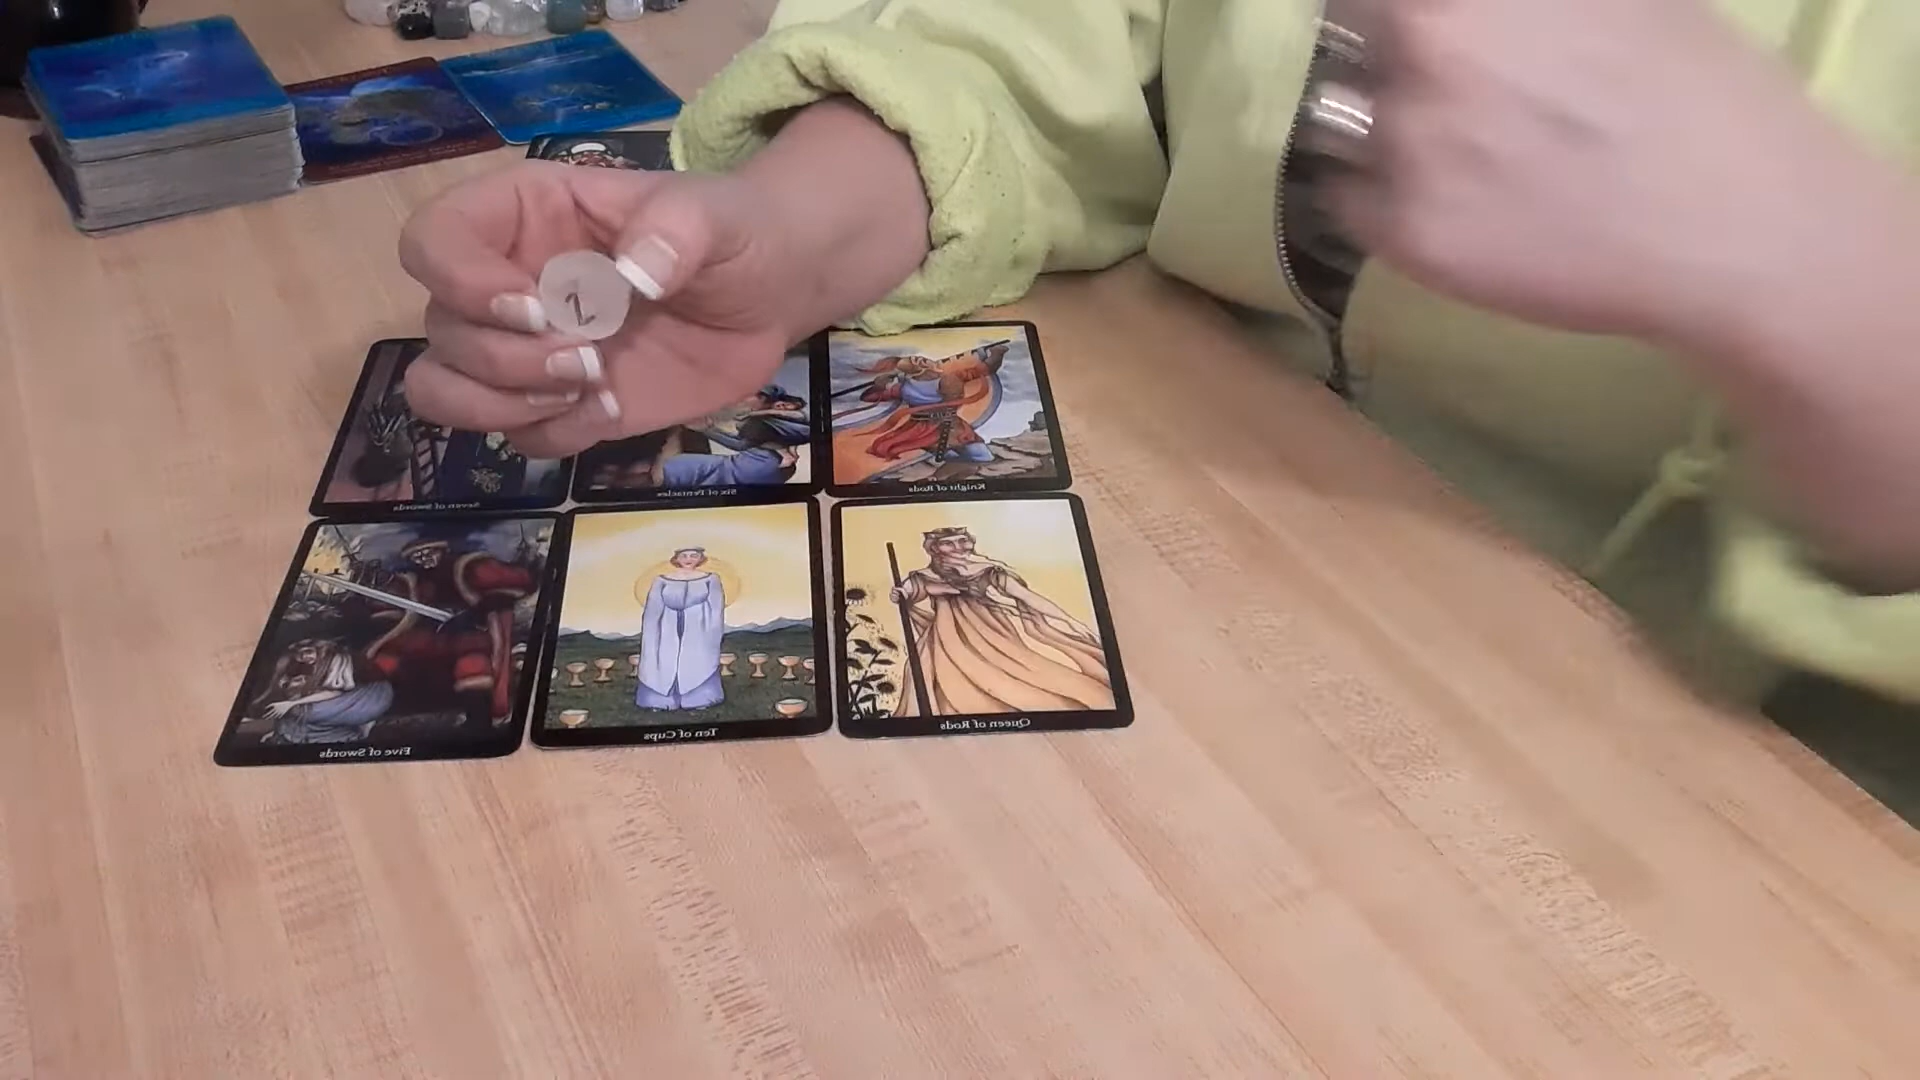 Seven of Swords
Six of Pentacles
Knight of Rods
Five of Swords
Ten of Cups
Queen of Rods